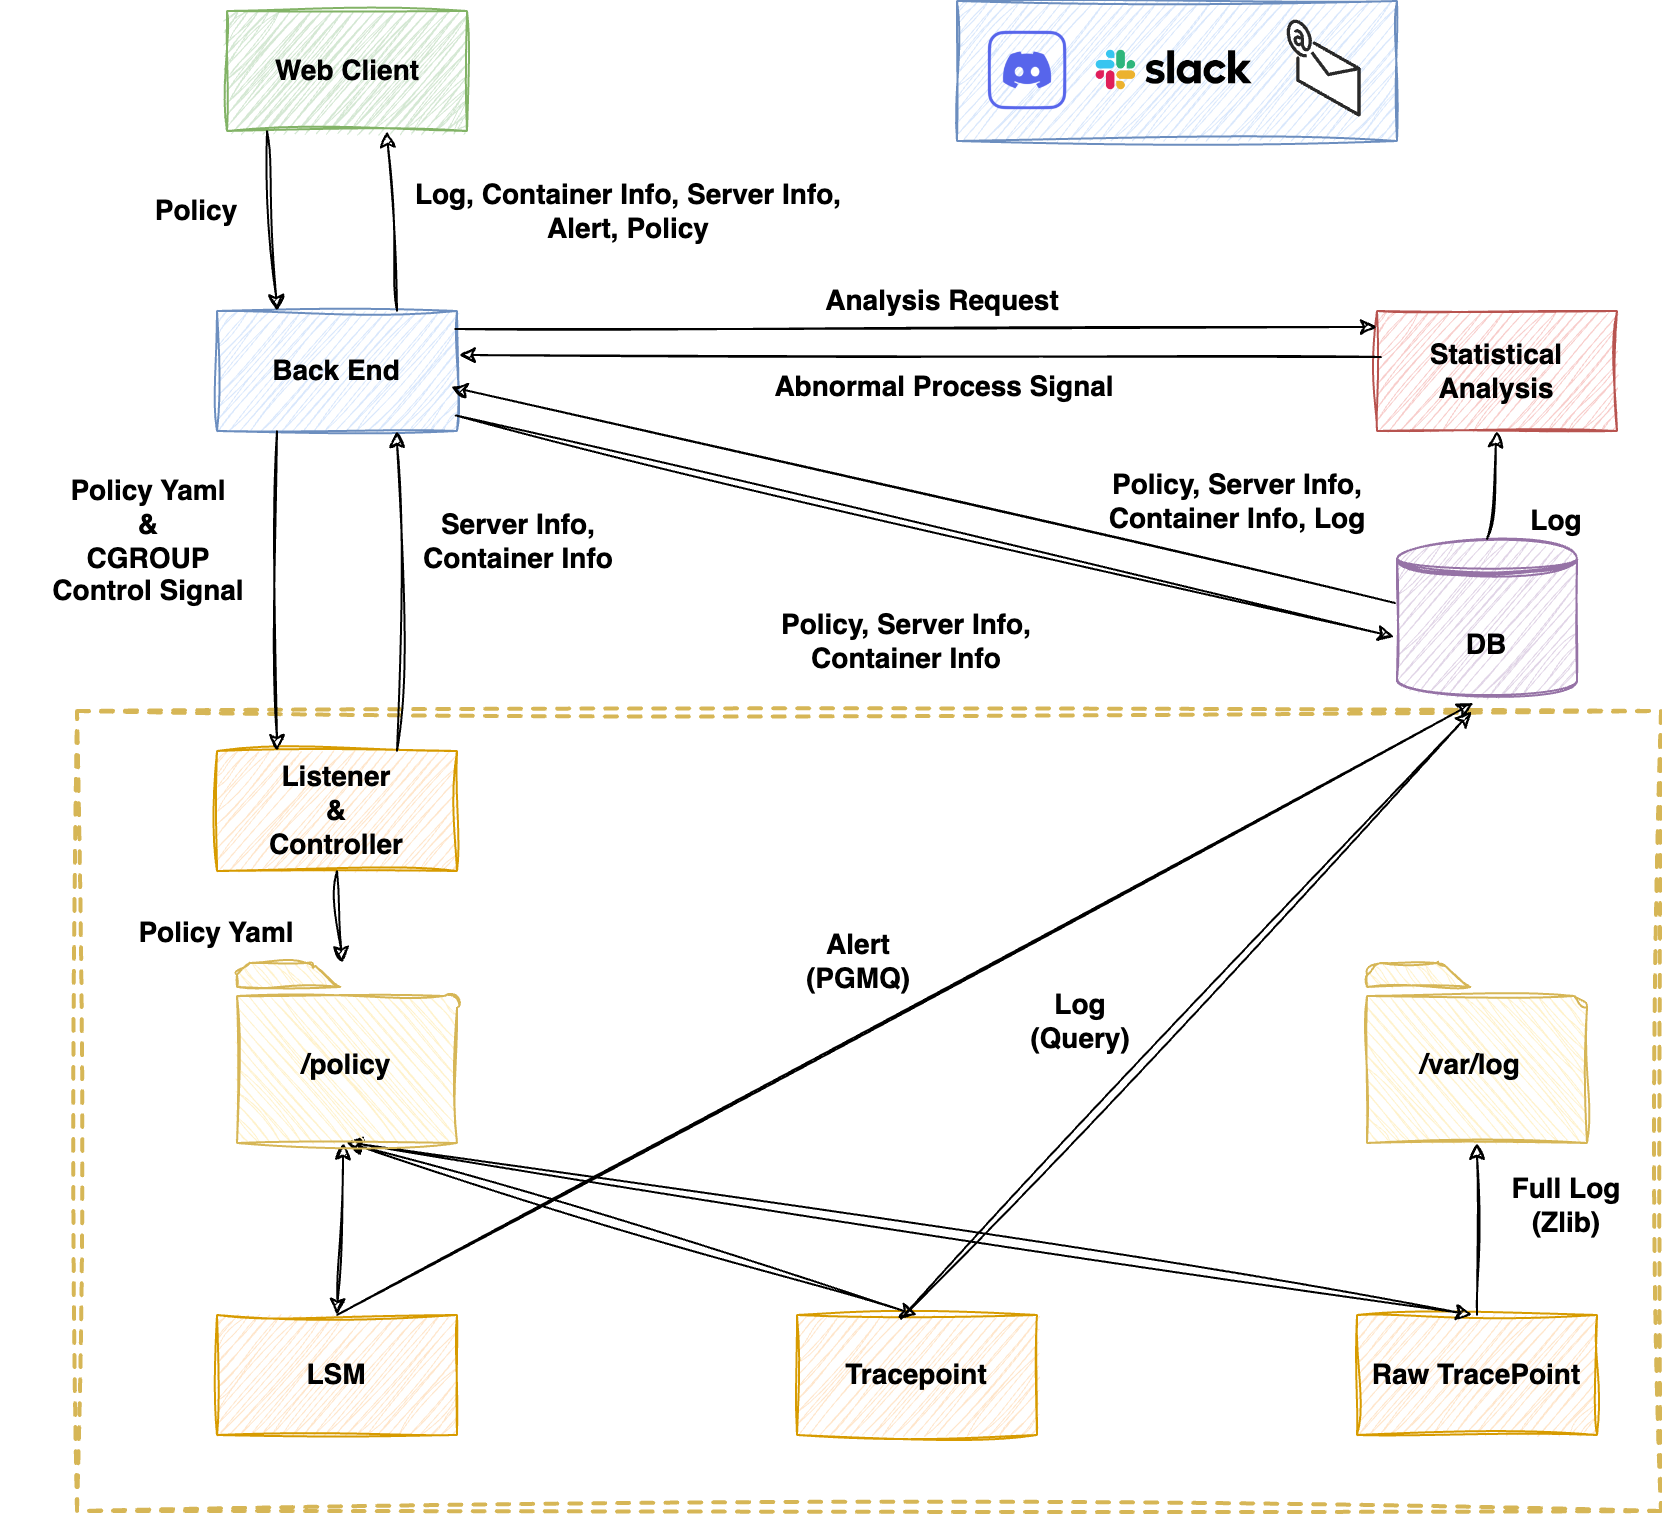 Web Client
slack
Policy
Log, Container Info, Server Info,
Alert, Policy
Analysis Request
Back End
Statistical
Analysis
Abnormal Process Signal
Policy Yaml
&
CGROUP
Control Signal
Server Info,
Container Info
Policy, Server Info,
Container Info, Log
Log
Policy, Server Info,
Container Info
DB
Listener
&
Controller
Policy Yaml
Alert
(PGMQ)
Log
(Query)
/policy
/var/log
Full Log
(Zlib)
LSM
Tracepoint
Raw TracePoint